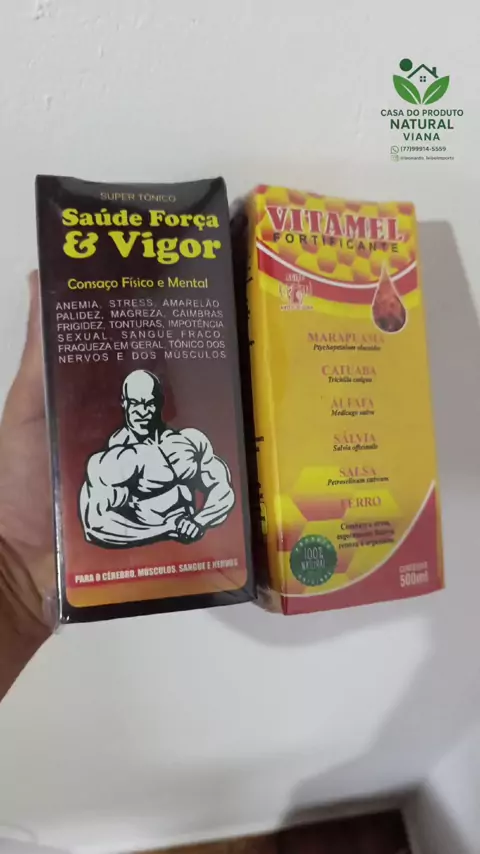 CASA DO PRODUTO
NATURAL
VIANA
(77)99914-5559
SUPER TÔNICO
Saúde Força
& Vigor
Consaço Físico e Mental
ANEMIA, STRESS, AMARELÃO
PALIDEZ, MAGREZA, CAIMBRAS
FRIGIDEZ, TONTURAS, IMPOTÊNCIA
SEXUAL, SANGUE FRACO,
FRAQUEZA EM GERAL, TÔNICO DOS
NERVOS E DOS MÚSCULOS
PARA O CÉREBRO, MÚSCULOS, SANGUE E NERVOS
VITAMEL
FORTIFICANTE
MARAPUAMA
Ptychopetalum olacoides
CATUABA
Trichilia catigua
ALFAFA
Medicago sativa
SÁLVIA
Salvia officinalis
SALSA
Petroselinum sativum
FERRO
100%
NATURAL
CONTEÚDO
500ml